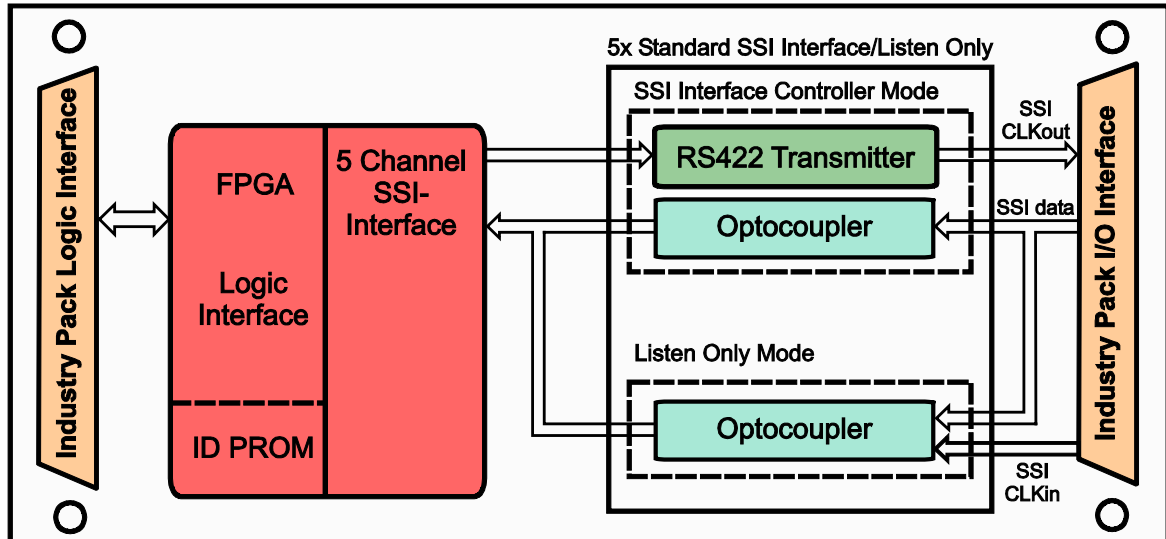 Industry Pack Logic Interface
FPGA
Logic
Interface
ID PROM
5 Channel
SSI-
Interface
5x Standard SSI Interface/Listen Only
SSI Interface Controller Mode
RS422 Transmitter
Optocoupler
Listen Only Mode
Optocoupler
SSI
CLKout
SSI data
SSI
CLKin
Industry Pack I/O Interface